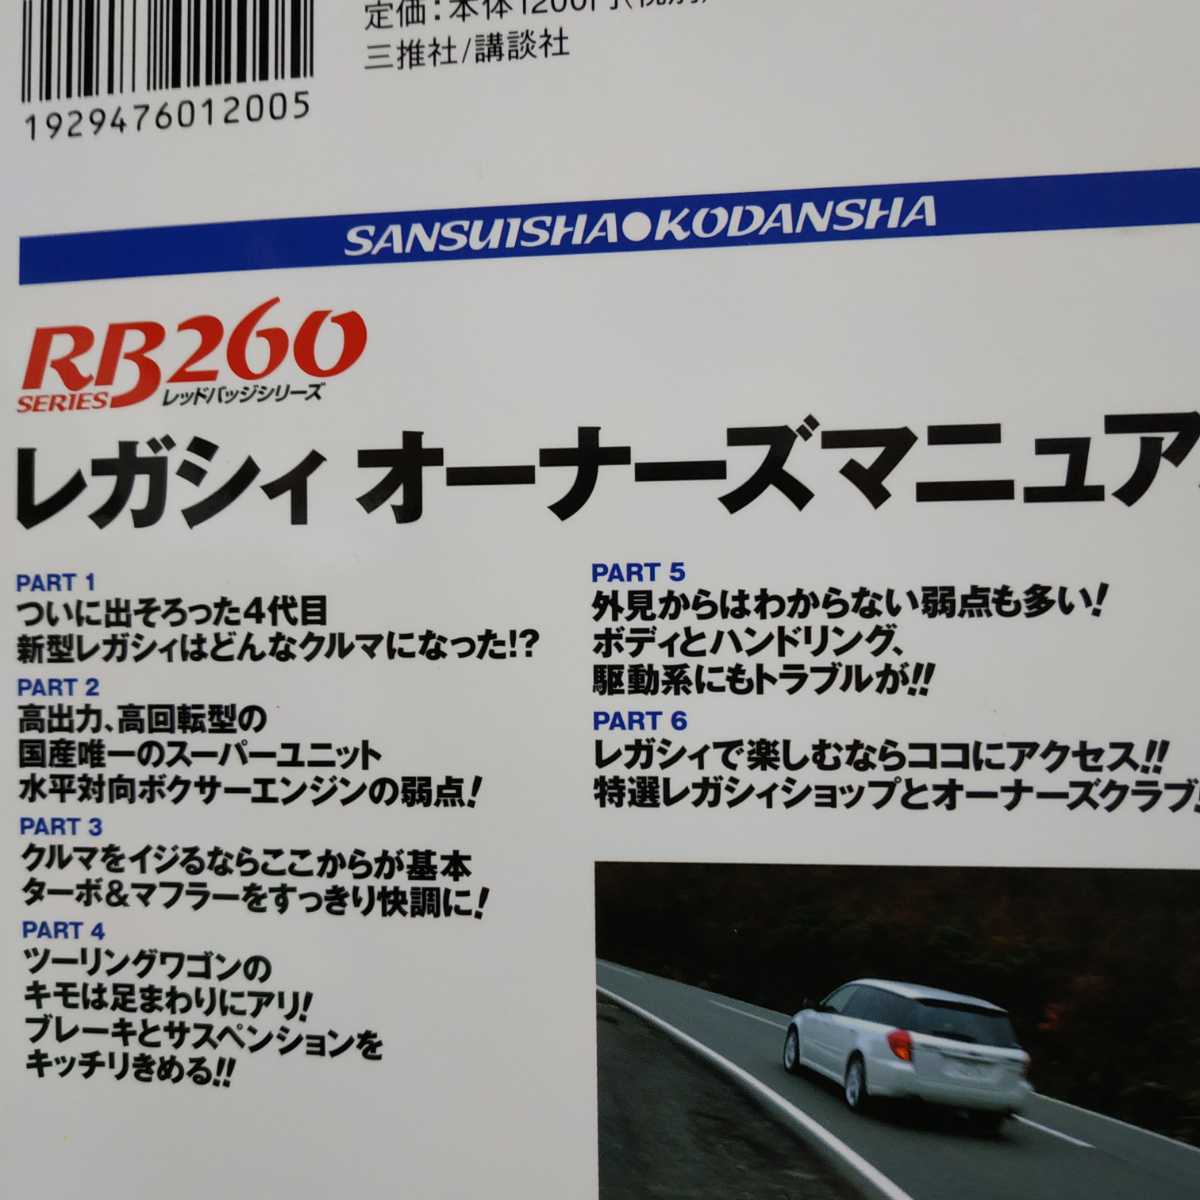 定価：本体1200円(税別)
三推社/講談社
1929476012005
SANSUISHA●KODANSHA
RB260
SERIES レッドバッジシリーズ
レガシィ オーナーズマニュア
PART 1
ついに出そろった4代目
新型レガシィはどんなクルマになった!?
PART 2
高出力、高回転型の
国産唯一のスーパーユニット
水平対向ボクサーエンジンの弱点!
PART 3
クルマをイジるならここからが基本
ターボ&マフラーをすっきり快調に!
PART 4
ツーリングワゴンの
キモは足まわりにアリ!
ブレーキとサスペンションを
キッチリきめる!!
PART 5
外見からはわからない弱点も多い!
ボディとハンドリング、
駆動系にもトラブルが!!
PART 6
レガシィで楽しむならココにアクセス!!
特選レガシィショップとオーナーズクラブ!